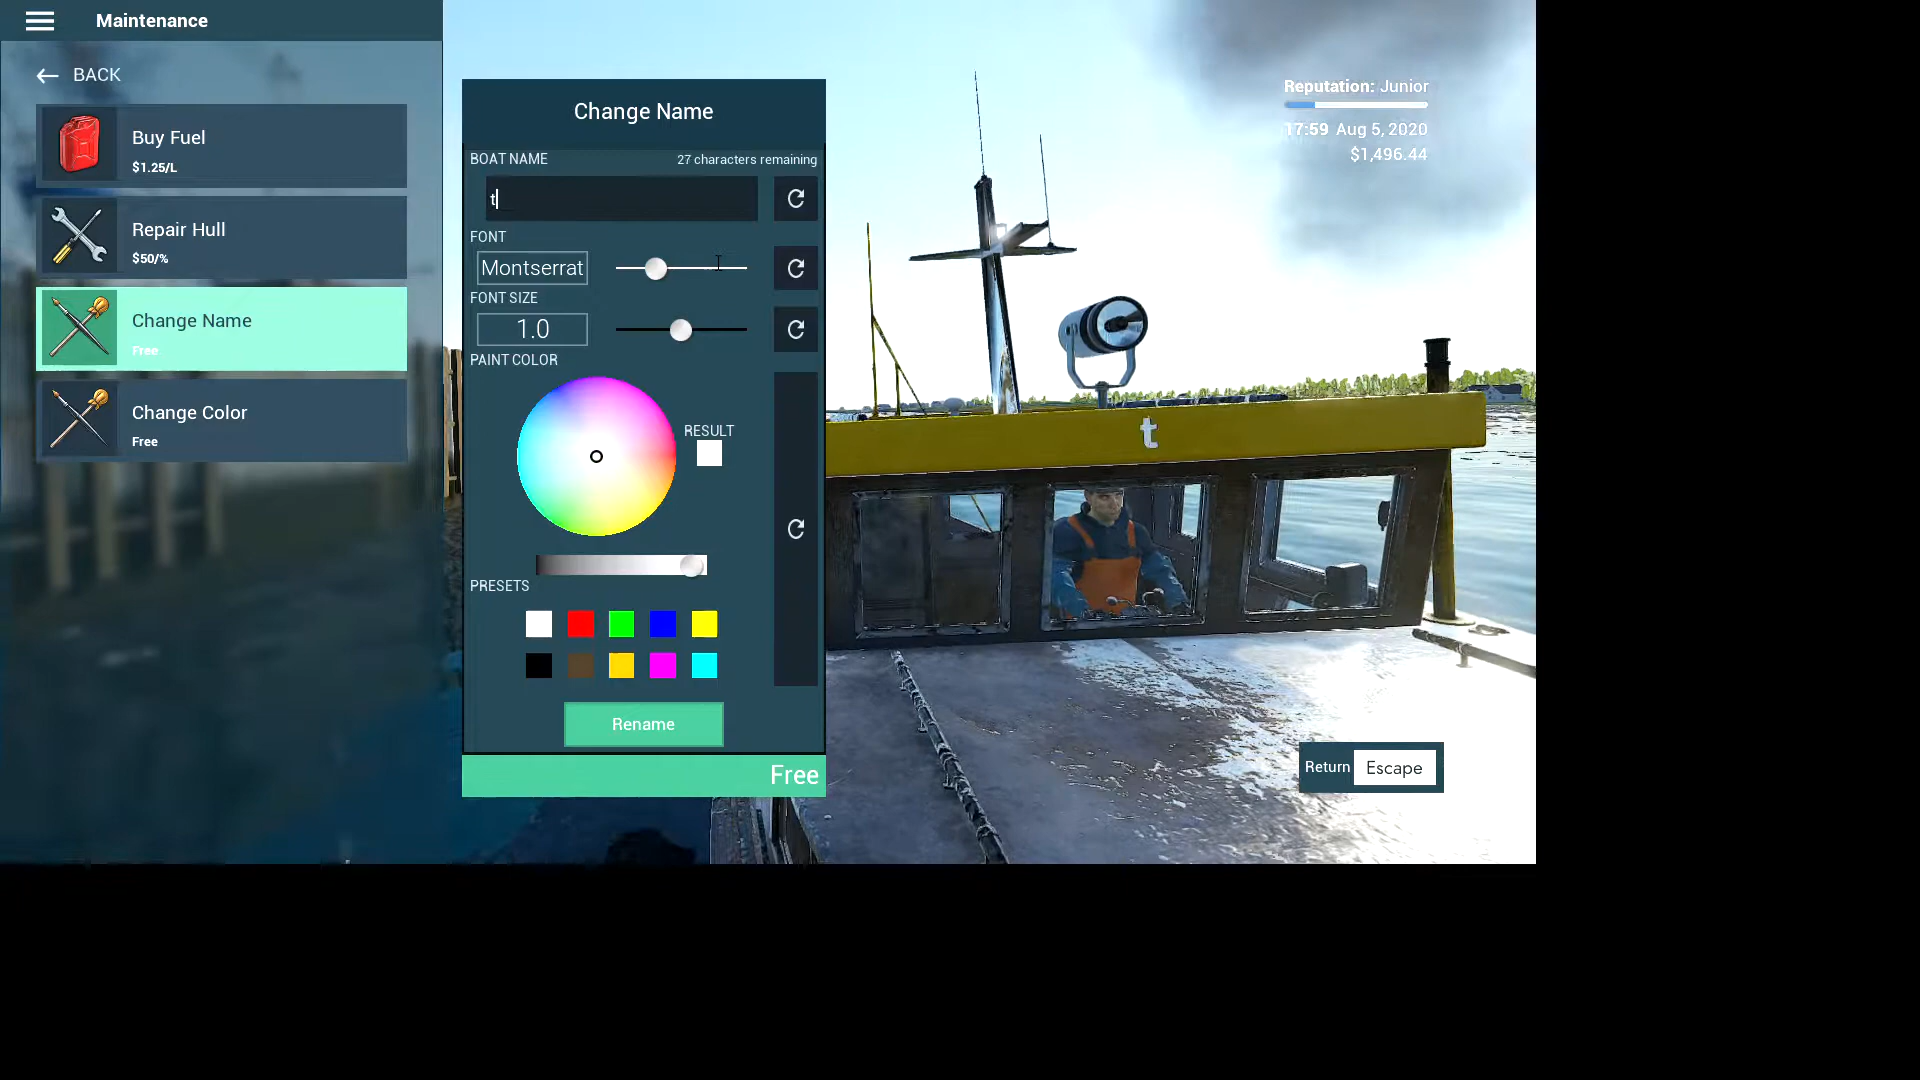 Maintenance
BACK
Buy Fuel
$1.25/L
Repair Hull
$50/%
Change Name
Free
Change Color
Free
Change Name
BOAT NAME
27 characters remaining
t
FONT
Montserrat
FONT SIZE
1.0
PAINT COLOR
RESULT
PRESETS
Rename
Free
Reputation: Junior
17:59 Aug 5, 2020
$1,496.44
t
Return Escape